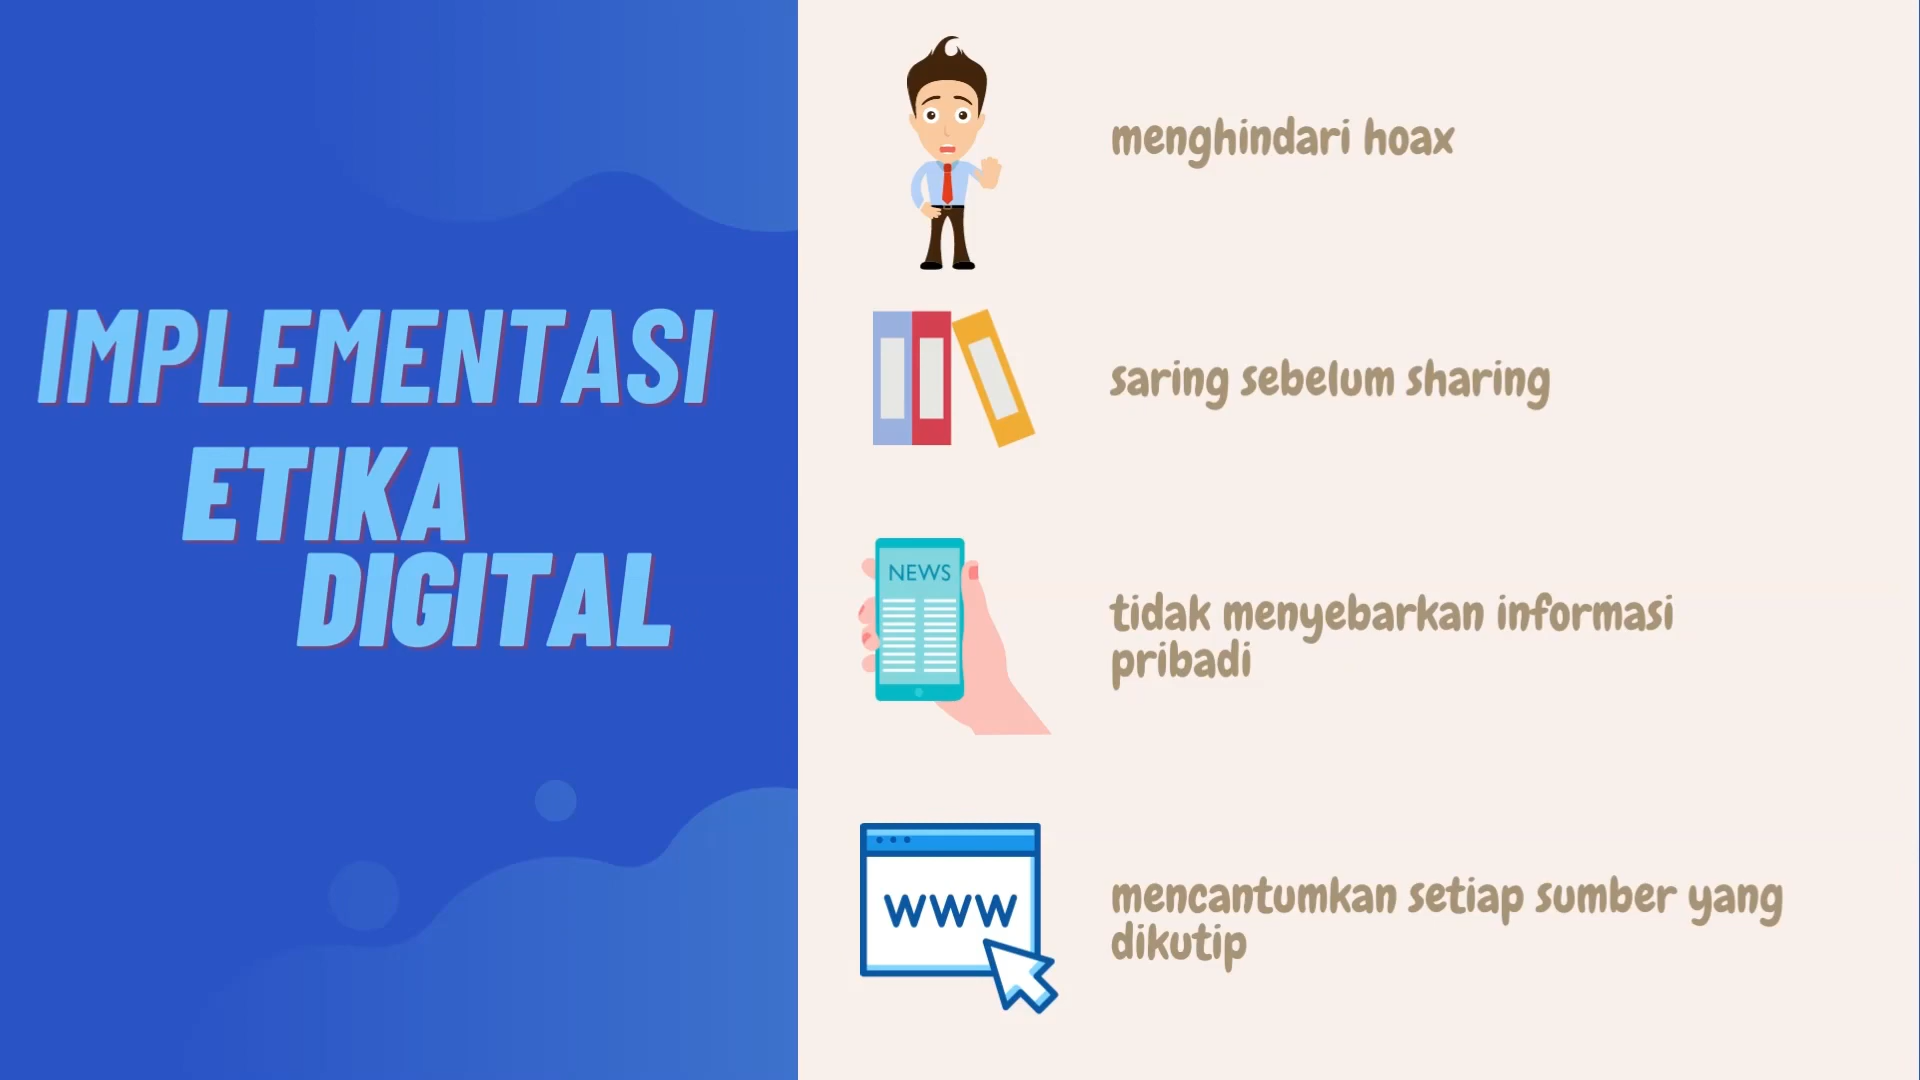 IMPLEMENTASI
ETIKA
DIGITAL
menghindari hoax
saring sebelum sharing
NEWS
tidak menyebarkan informasi
pribadi
WWW
mencantumkan setiap sumber yang
dikutip